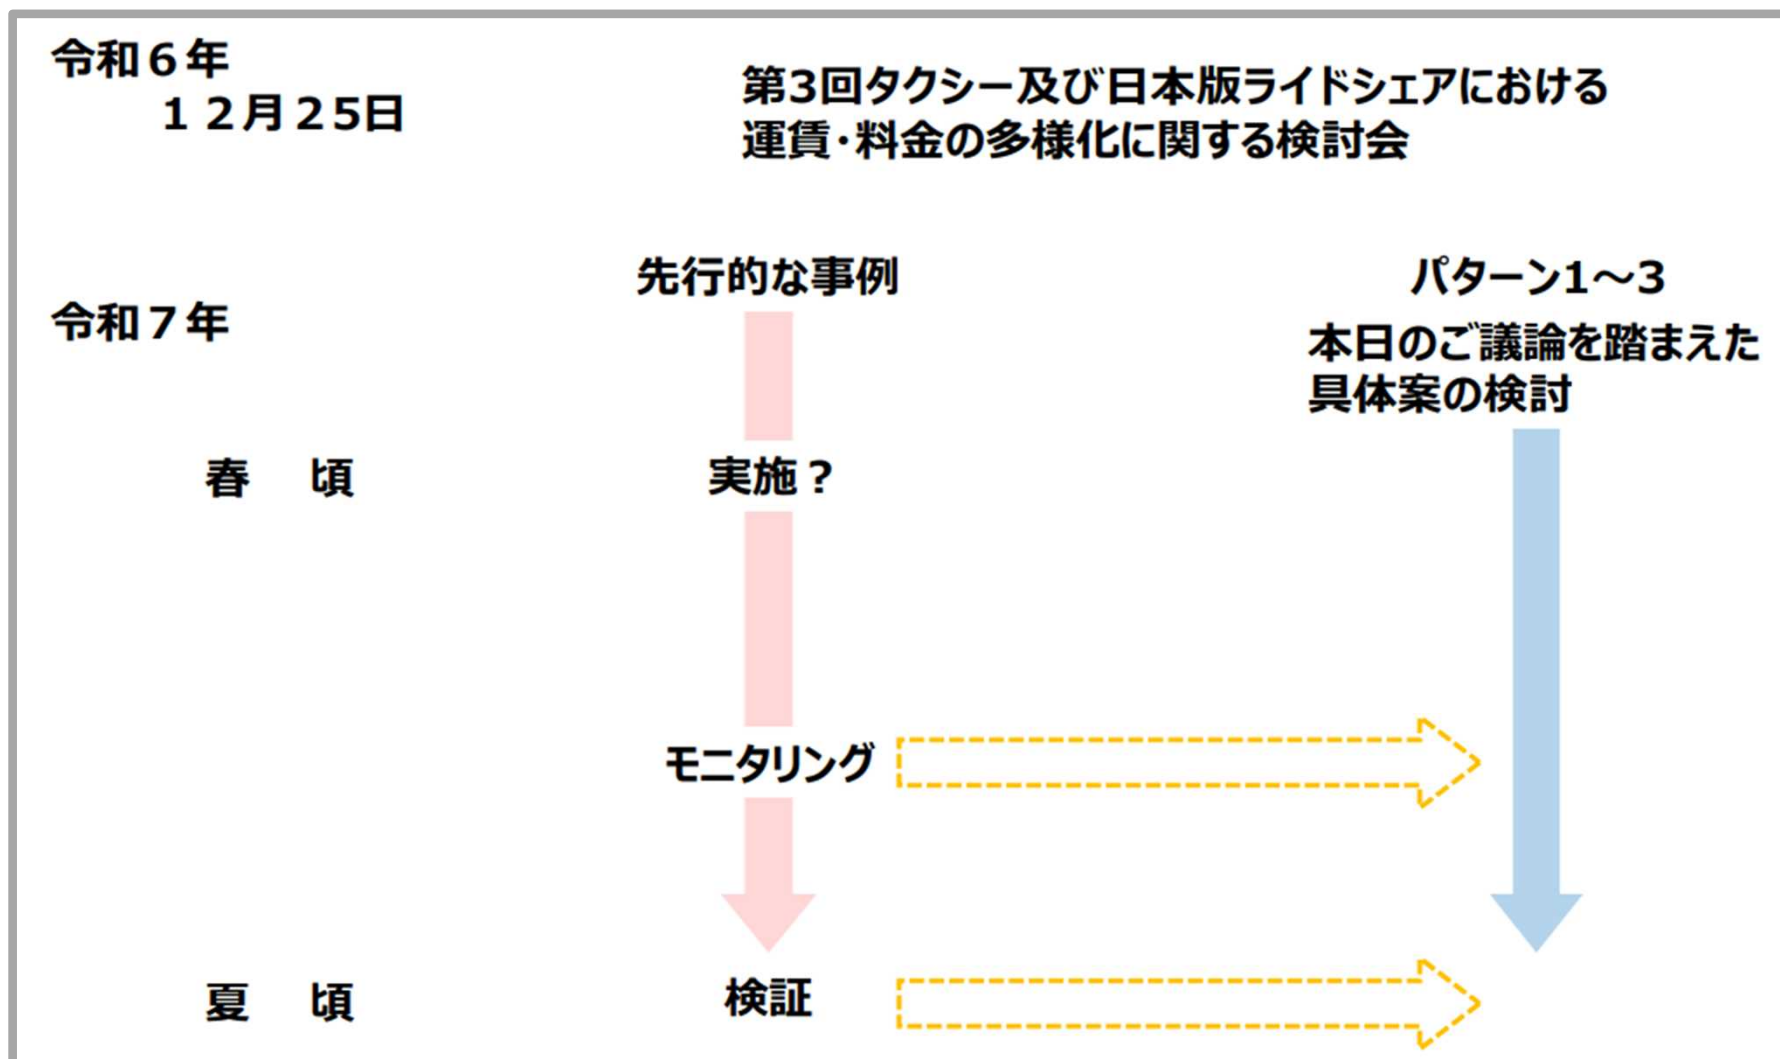 令和６年
１２月２５日
第3回タクシー及び日本版ライドシェアにおける
運賃・料金の多様化に関する検討会
先行的な事例
パターン1～3
令和７年
本日のご議論を踏まえた
具体案の検討
春　頃
実施？
モニタリング
夏　頃
検証